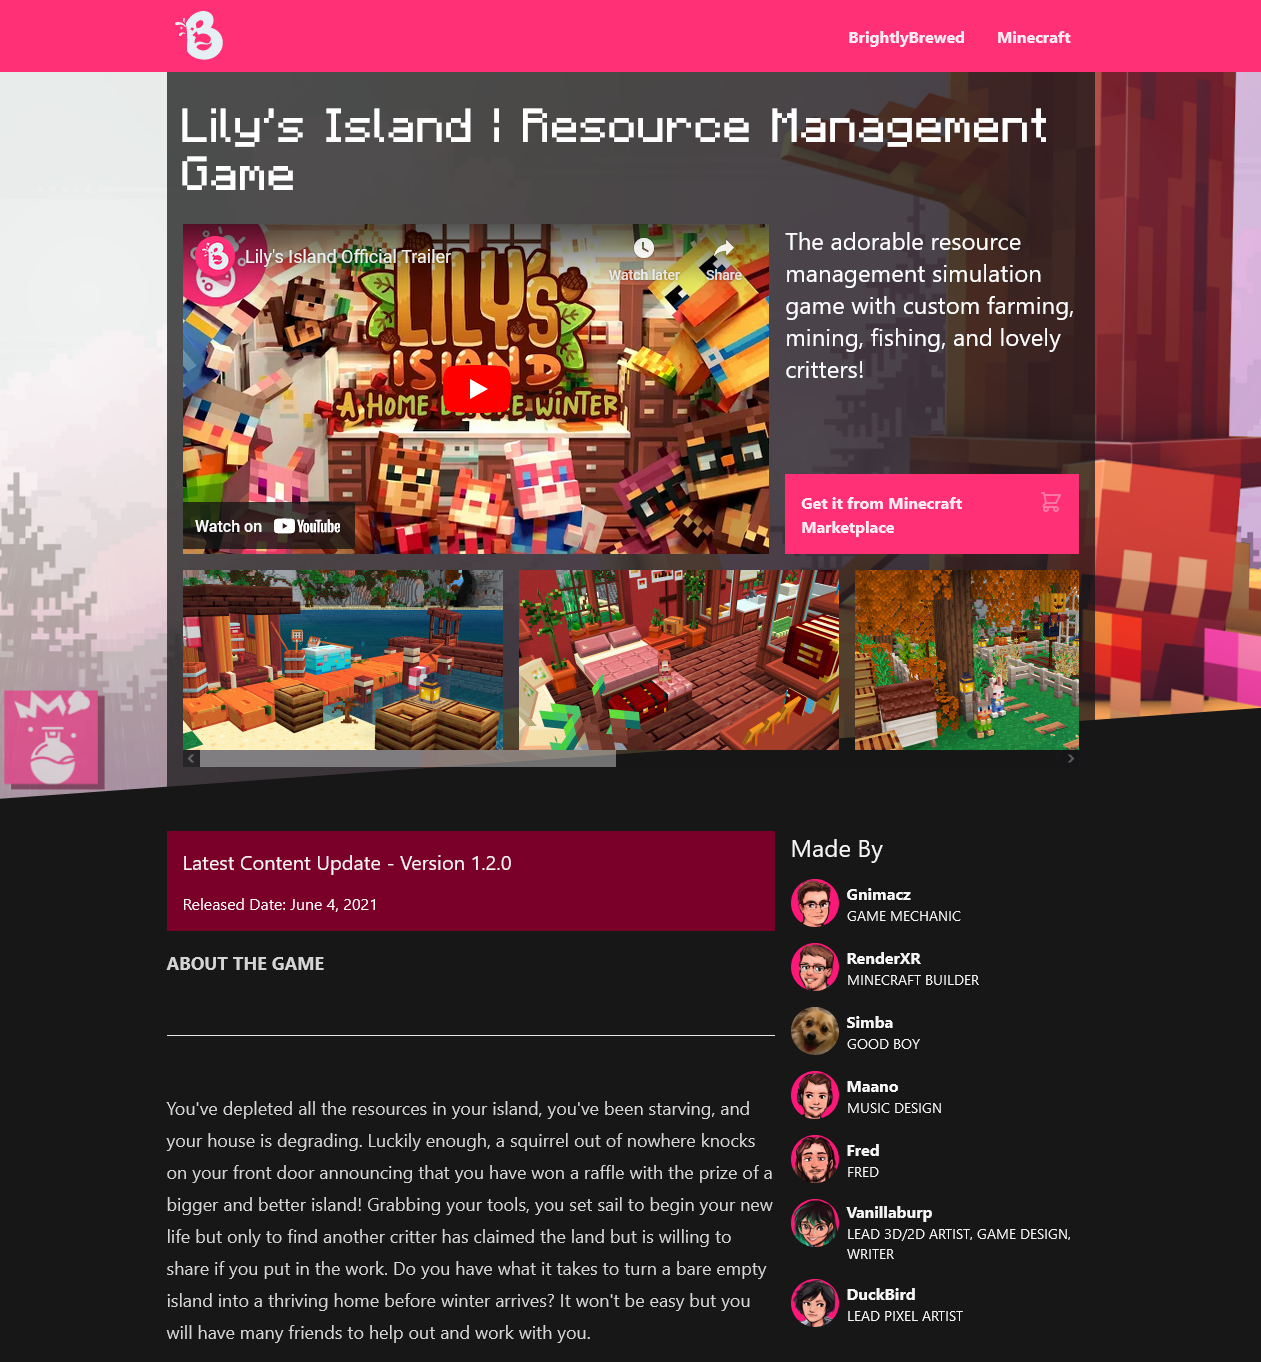 BrightlyBrewed Minecraft
Lily's Island | Resource Management
Game
Lily's Island Official Trailer
Watch later
Share
LILY'S
ISLAND
Watch on YouTube
The adorable resource
management simulation
game with custom farming,
mining, fishing, and lovely
critters!
Get it from Minecraft
Marketplace
Latest Content Update - Version 1.2.0
Released Date: June 4, 2021
ABOUT THE GAME
You've depleted all the resources in your island, you've been starving, and
your house is degrading. Luckily enough, a squirrel out of nowhere knocks
on your front door announcing that you have won a raffle with the prize of a
bigger and better island! Grabbing your tools, you set sail to begin your new
life but only to find another critter has claimed the land but is willing to
share if you put in the work. Do you have what it takes to turn a bare empty
island into a thriving home before winter arrives? It won't be easy but you
will have many friends to help out and work with you.
Made By
Gnimacz
GAME MECHANIC
RenderXR
MINECRAFT BUILDER
Simba
GOOD BOY
Maano
MUSIC DESIGN
Fred
FRED
Vanillaburp
LEAD 3D/2D ARTIST, GAME DESIGN,
WRITER
DuckBird
LEAD PIXEL ARTIST